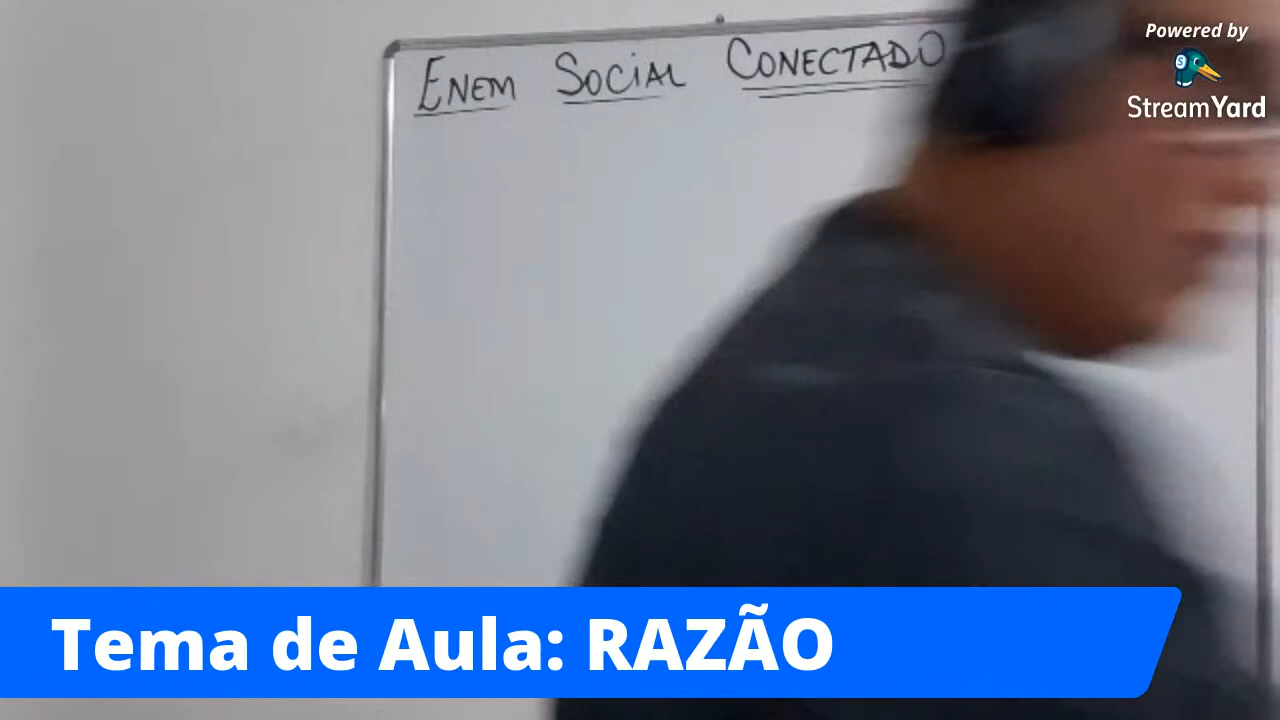 Powered by
StreamYard
ENEM SOCIAL CONECTADO
Tema de Aula: RAZÃO